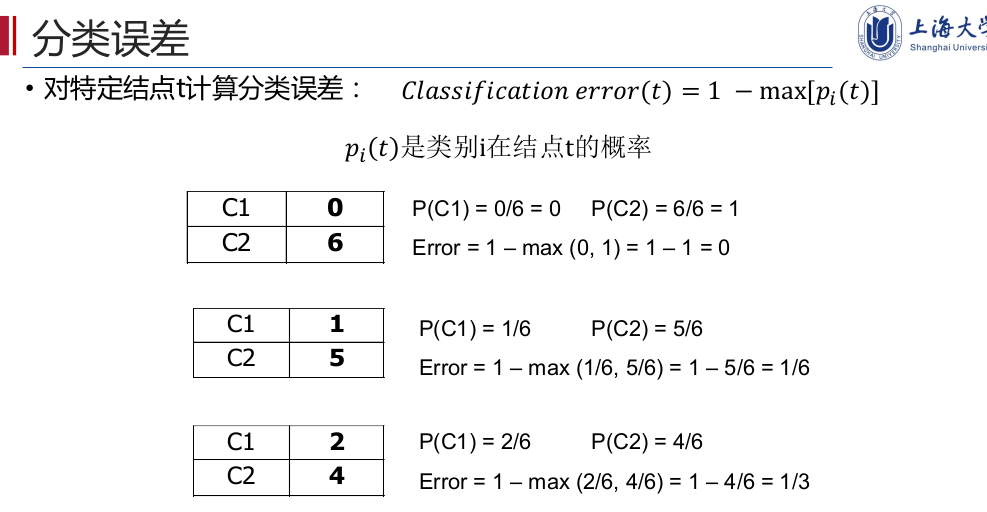 分类误差
上海大学
Shanghai Universi
• 对特定结点t计算分类误差： Classification error(t) = 1 − max[p_i(t)]
p_i(t)是类别i在结点t的概率
C1 0 P(C1) = 0/6 = 0 P(C2) = 6/6 = 1
C2 6 Error = 1 – max (0, 1) = 1 – 1 = 0
C1 1 P(C1) = 1/6 P(C2) = 5/6
C2 5 Error = 1 – max (1/6, 5/6) = 1 – 5/6 = 1/6
C1 2 P(C1) = 2/6 P(C2) = 4/6
C2 4 Error = 1 – max (2/6, 4/6) = 1 – 4/6 = 1/3